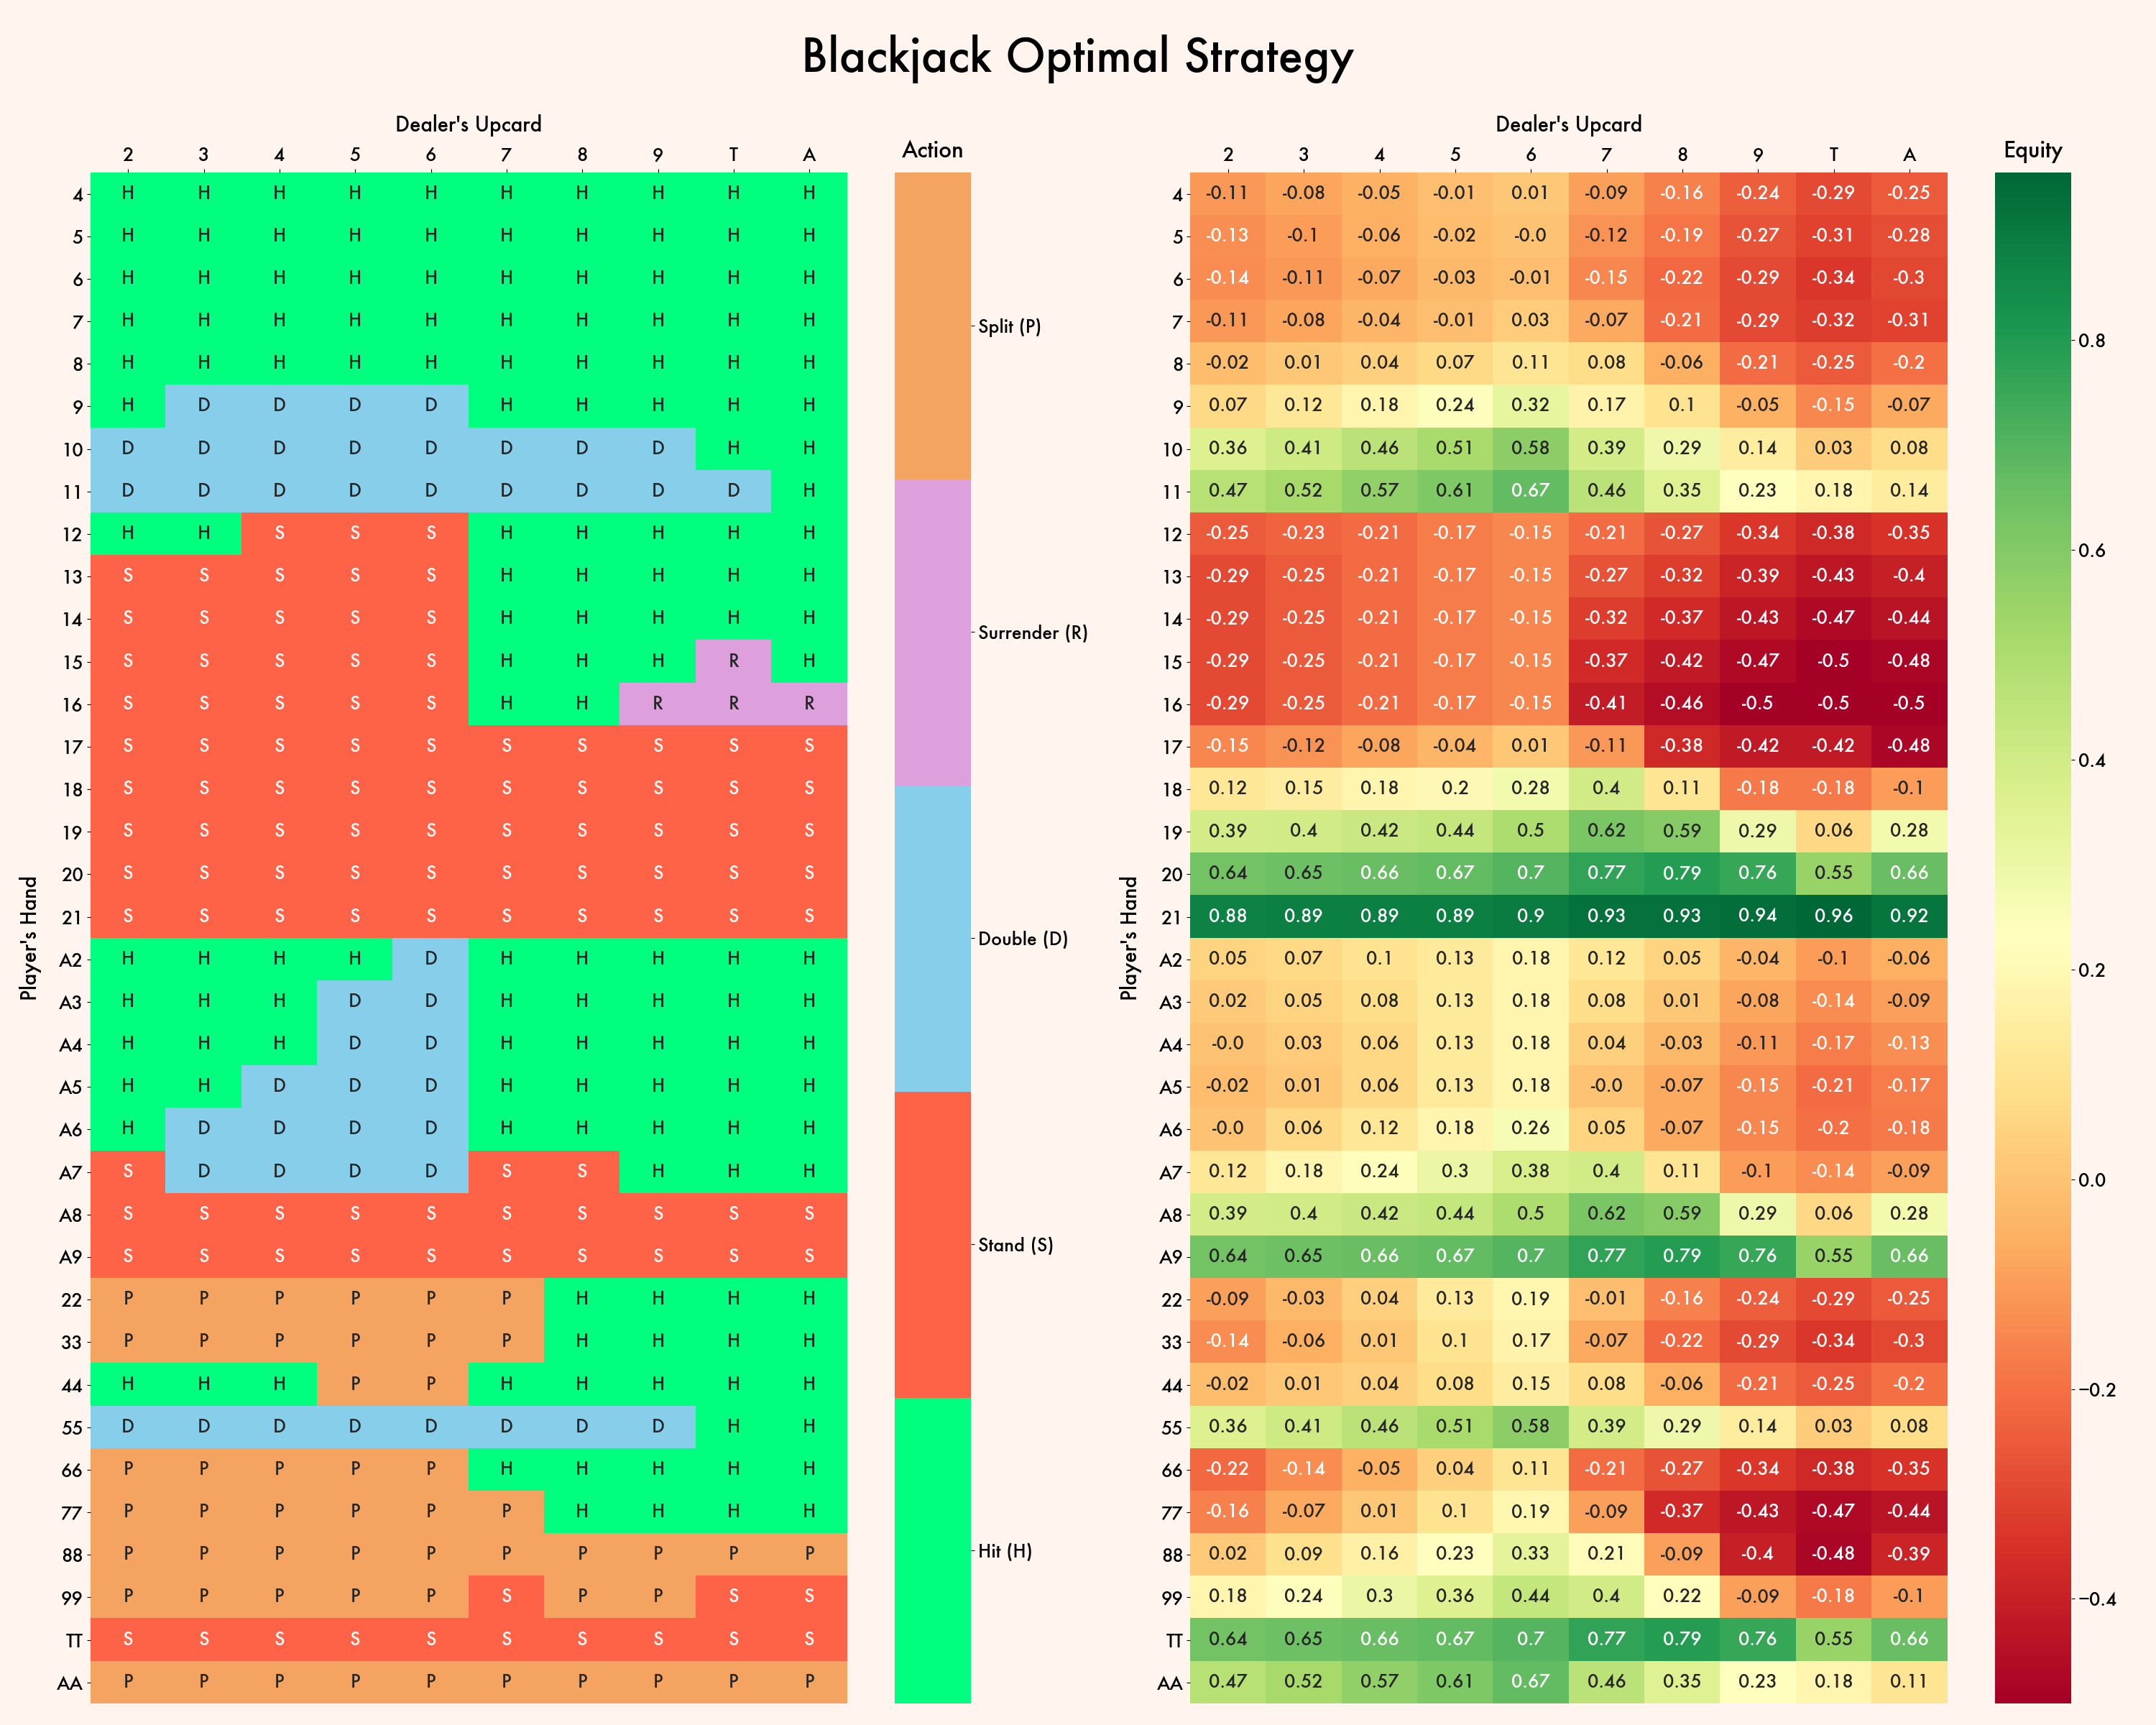 Blackjack Optimal Strategy
Dealer's Upcard
2 3 4 5 6 7 8 9 T A
Player's Hand
4 H H H H H H H H H H
5 H H H H H H H H H H
6 H H H H H H H H H H
7 H H H H H H H H H H
8 H H H H H H H H H H
9 H D D D D H H H H H
10 D D D D D D D D H H
11 D D D D D D D D D H
12 H H S S S H H H H H
13 S S S S S H H H H H
14 S S S S S H H H H H
15 S S S S S H H H R H
16 S S S S S H H R R R
17 S S S S S S S S S S
18 S S S S S S S S S S
19 S S S S S S S S S S
20 S S S S S S S S S S
21 S S S S S S S S S S
A2 H H H H D H H H H H
A3 H H H D D H H H H H
A4 H H H D D H H H H H
A5 H H D D D H H H H H
A6 H D D D D H H H H H
A7 S D D D D S S H H H
A8 S S S S S S S S S S
A9 S S S S S S S S S S
22 P P P P P P H H H H
33 P P P P P P H H H H
44 H H H P P H H H H H
55 D D D D D D D D H H
66 P P P P P H H H H H
77 P P P P P P H H H H
88 P P P P P P P P P P
99 P P P P P S P P S S
TT S S S S S S S S S S
AA P P P P P P P P P P
Action
Split (P)
Surrender (R)
Double (D)
Stand (S)
Hit (H)
Dealer's Upcard
2 3 4 5 6 7 8 9 T A
Player's Hand
4 -0.11 -0.08 -0.05 -0.01 0.01 -0.09 -0.16 -0.24 -0.29 -0.25
5 -0.13 -0.1 -0.06 -0.02 -0.0 -0.12 -0.19 -0.27 -0.31 -0.28
6 -0.14 -0.11 -0.07 -0.03 -0.01 -0.15 -0.22 -0.29 -0.34 -0.3
7 -0.11 -0.08 -0.04 -0.01 0.03 -0.07 -0.21 -0.29 -0.32 -0.31
8 -0.02 0.01 0.04 0.07 0.11 0.08 -0.06 -0.21 -0.25 -0.2
9 0.07 0.12 0.18 0.24 0.32 0.17 0.1 -0.05 -0.15 -0.07
10 0.36 0.41 0.46 0.51 0.58 0.39 0.29 0.14 0.03 0.08
11 0.47 0.52 0.57 0.61 0.67 0.46 0.35 0.23 0.18 0.14
12 -0.25 -0.23 -0.21 -0.17 -0.15 -0.21 -0.27 -0.34 -0.38 -0.35
13 -0.29 -0.25 -0.21 -0.17 -0.15 -0.27 -0.32 -0.39 -0.43 -0.4
14 -0.29 -0.25 -0.21 -0.17 -0.15 -0.32 -0.37 -0.43 -0.47 -0.44
15 -0.29 -0.25 -0.21 -0.17 -0.15 -0.37 -0.42 -0.47 -0.5 -0.48
16 -0.29 -0.25 -0.21 -0.17 -0.15 -0.41 -0.46 -0.5 -0.5 -0.5
17 -0.15 -0.12 -0.08 -0.04 0.01 -0.11 -0.38 -0.42 -0.42 -0.48
18 0.12 0.15 0.18 0.2 0.28 0.4 0.11 -0.18 -0.18 -0.1
19 0.39 0.4 0.42 0.44 0.5 0.62 0.59 0.29 0.06 0.28
20 0.64 0.65 0.66 0.67 0.7 0.77 0.79 0.76 0.55 0.66
21 0.88 0.89 0.89 0.89 0.9 0.93 0.93 0.94 0.96 0.92
A2 0.05 0.07 0.1 0.13 0.18 0.12 0.05 -0.04 -0.1 -0.06
A3 0.02 0.05 0.08 0.13 0.18 0.08 0.01 -0.08 -0.14 -0.09
A4 -0.0 0.03 0.06 0.13 0.18 0.04 -0.03 -0.11 -0.17 -0.13
A5 -0.02 0.01 0.06 0.13 0.18 -0.0 -0.07 -0.15 -0.21 -0.17
A6 -0.0 0.06 0.12 0.18 0.26 0.05 -0.07 -0.15 -0.2 -0.18
A7 0.12 0.18 0.24 0.3 0.38 0.4 0.11 -0.1 -0.14 -0.09
A8 0.39 0.4 0.42 0.44 0.5 0.62 0.59 0.29 0.06 0.28
A9 0.64 0.65 0.66 0.67 0.7 0.77 0.79 0.76 0.55 0.66
22 -0.09 -0.03 0.04 0.13 0.19 -0.01 -0.16 -0.24 -0.29 -0.25
33 -0.14 -0.06 0.01 0.1 0.17 -0.07 -0.22 -0.29 -0.34 -0.3
44 -0.02 0.01 0.04 0.08 0.15 0.08 -0.06 -0.21 -0.25 -0.2
55 0.36 0.41 0.46 0.51 0.58 0.39 0.29 0.14 0.03 0.08
66 -0.22 -0.14 -0.05 0.04 0.11 -0.21 -0.27 -0.34 -0.38 -0.35
77 -0.16 -0.07 0.01 0.1 0.19 -0.09 -0.37 -0.43 -0.47 -0.44
88 0.02 0.09 0.16 0.23 0.33 0.21 -0.09 -0.4 -0.48 -0.39
99 0.18 0.24 0.3 0.36 0.44 0.4 0.22 -0.09 -0.18 -0.1
TT 0.64 0.65 0.66 0.67 0.7 0.77 0.79 0.76 0.55 0.66
AA 0.47 0.52 0.57 0.61 0.67 0.46 0.35 0.23 0.18 0.11
Equity
0.8
0.6
0.4
0.2
0.0
−0.2
−0.4